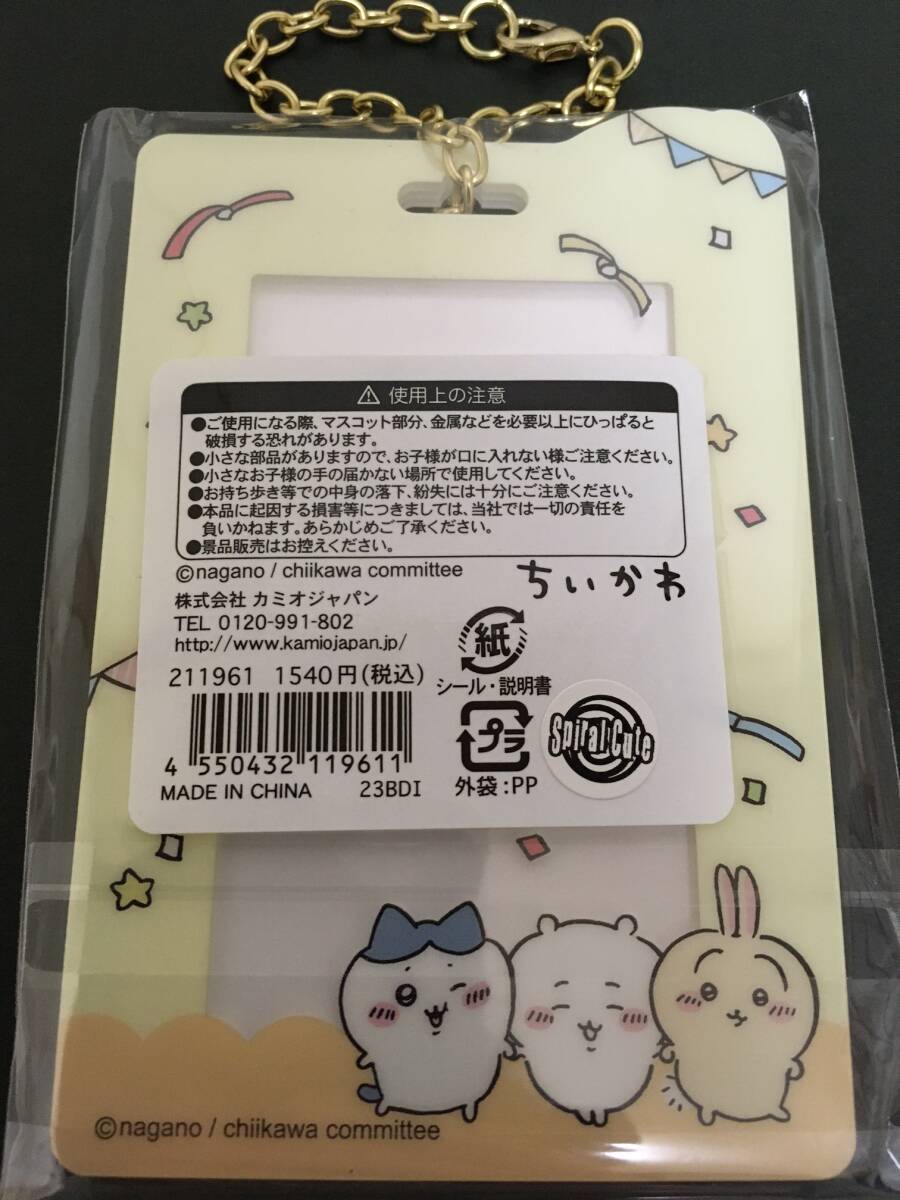 ⚠ 使用上の注意
●ご使用になる際、マスコット部分、金属などを必要以上にひっぱると
破損する恐れがあります。
●小さな部品がありますので、お子様が口に入れない様ご注意ください。
●小さなお子様の手の届かない場所で使用してください。
●お持ち歩き等での中身の落下、紛失には十分にご注意ください。
●本品に起因する損害等につきましては、当社では一切の責任を
負いかねます。あらかじめご了承ください。
●景品販売はお控えください。
©nagano / chiikawa committee
ちいかわ
株式会社 カミオジャパン
TEL 0120-991-802
http://www.kamiojapan.jp/
211961 1540円(税込)
4 550432 119611
MADE IN CHINA 23BDI
紙
シール・説明書
プラ
外袋:PP
Spiral Cute
©nagano / chiikawa committee